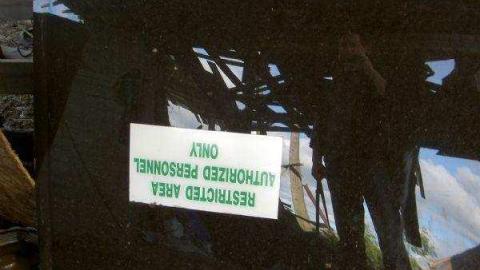 RESTRICTED AREA
AUTHORIZED PERSONNEL
ONLY